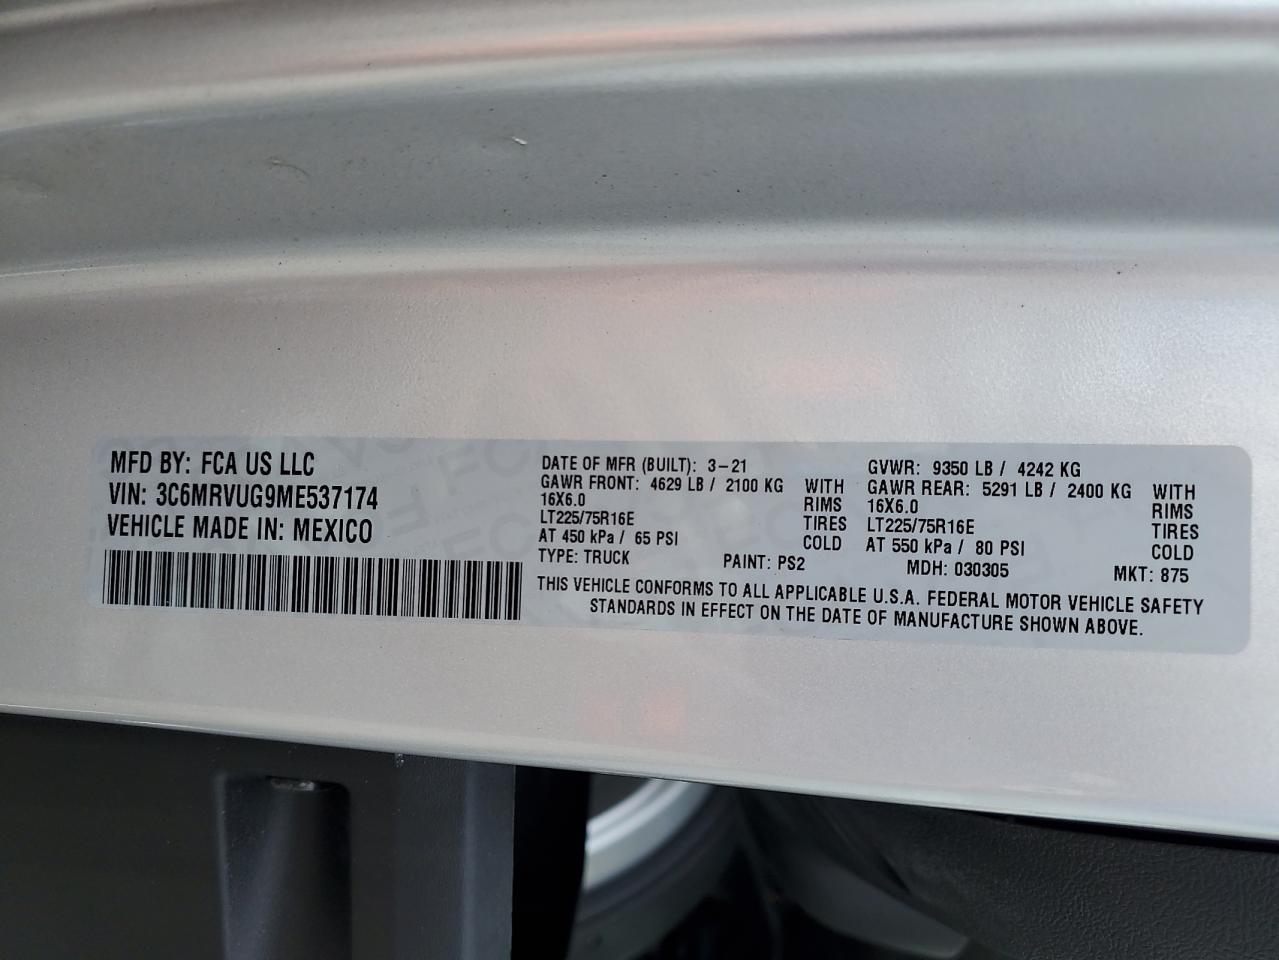 MFD BY: FCA US LLC
VIN: 3C6MRVUG9ME537174
VEHICLE MADE IN: MEXICO
DATE OF MFR (BUILT): 3-21
GAWR FRONT: 4629 LB / 2100 KG WITH
16X6.0 RIMS
LT225/75R16E TIRES
AT 450 kPa / 65 PSI COLD
TYPE: TRUCK PAINT: PS2
GVWR: 9350 LB / 4242 KG
GAWR REAR: 5291 LB / 2400 KG WITH
16X6.0 RIMS
LT225/75R16E TIRES
AT 550 kPa / 80 PSI COLD
MDH: 030305 MKT: 875
THIS VEHICLE CONFORMS TO ALL APPLICABLE U.S.A. FEDERAL MOTOR VEHICLE SAFETY
STANDARDS IN EFFECT ON THE DATE OF MANUFACTURE SHOWN ABOVE.